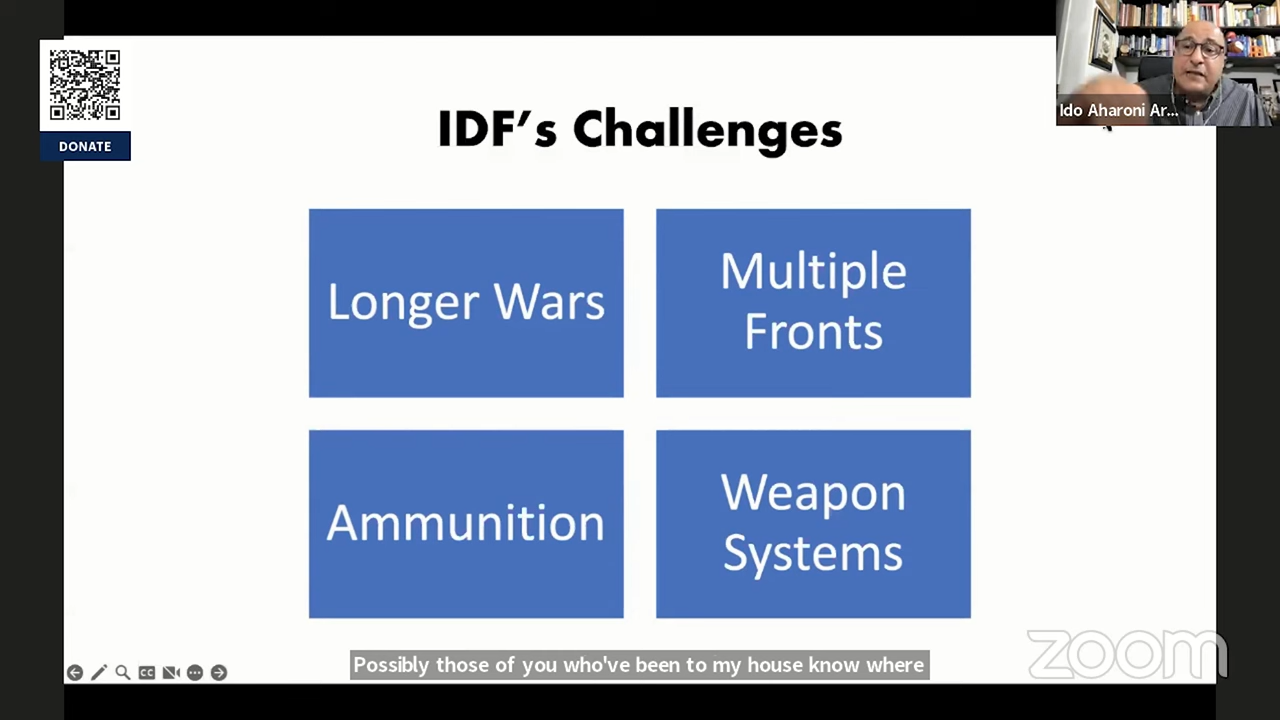 DONATE
IDF's Challenges
Ido Aharoni Ar...
Longer Wars
Multiple
Fronts
Ammunition
Weapon
Systems
Possibly those of you who've been to my house know where
CC
zoom